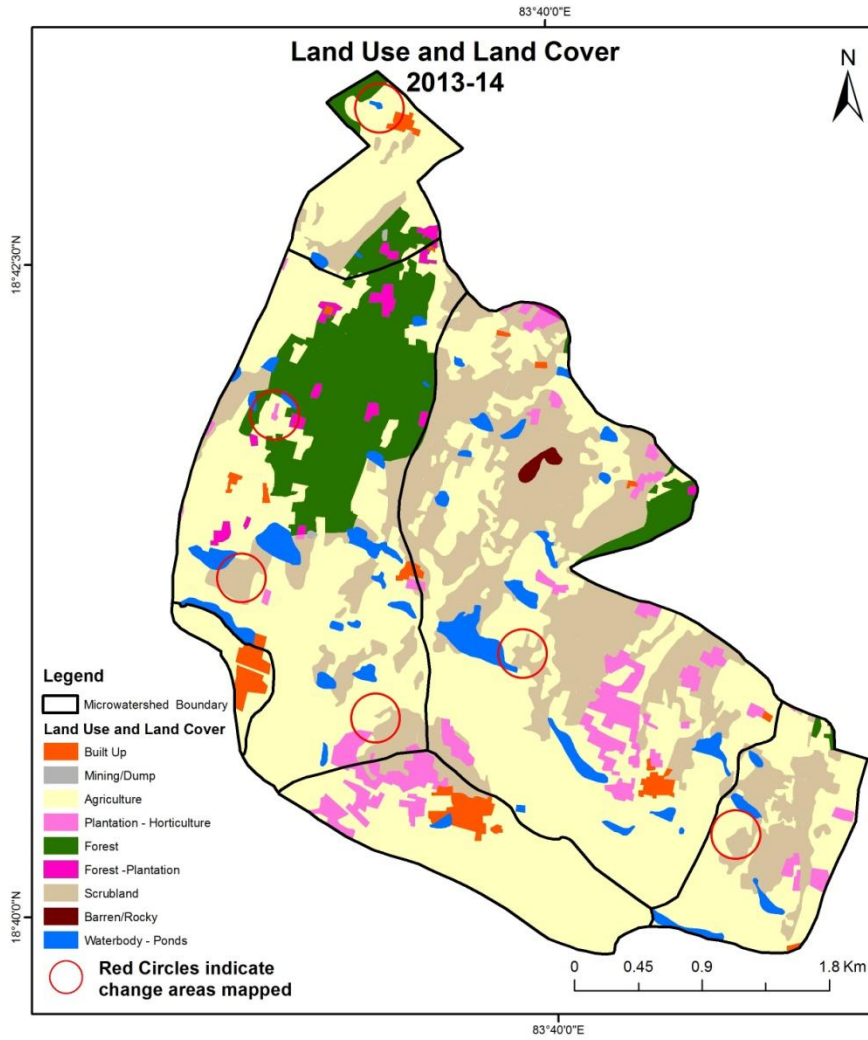 83°40'0"E
Land Use and Land Cover
2013-14
N
18°42'30"N
Legend
Microwatershed Boundary
Land Use and Land Cover
Built Up
Mining/Dump
Agriculture
Plantation - Horticulture
Forest
Forest -Plantation
Scrubland
Barren/Rocky
Waterbody - Ponds
18°40'0"N
Red Circles indicate
change areas mapped
0 0.45 0.9 1.8 Km
83°40'0"E